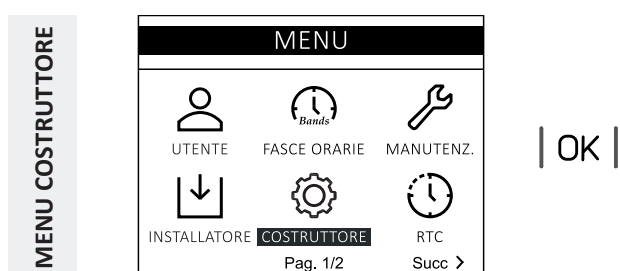 MENU COSTRUTTORE
MENU
Bands
UTENTE FASCE ORARIE MANUTENZ.
INSTALLATORE COSTRUTTORE RTC
Pag. 1/2 Succ >
| OK |